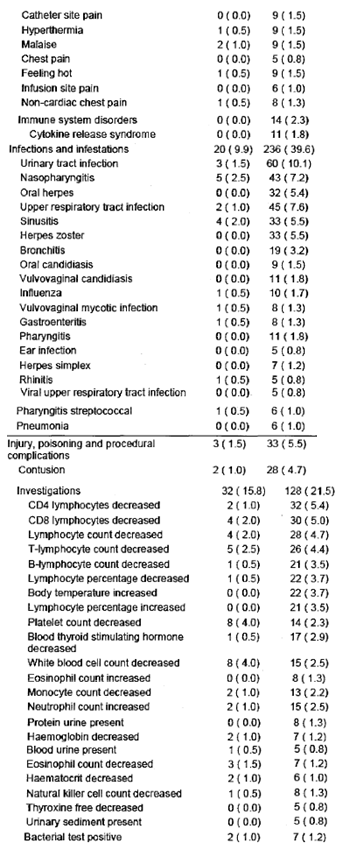 Catheter site pain 0 ( 0.0) 9 ( 1.5)
Hyperthermia 1 ( 0.5) 9 ( 1.5)
Malaise 2 ( 1.0) 9 ( 1.5)
Chest pain 0 ( 0.0) 5 ( 0.8)
Feeling hot 1 ( 0.5) 9 ( 1.5)
Infusion site pain 0 ( 0.0) 6 ( 1.0)
Non-cardiac chest pain 1 ( 0.5) 8 ( 1.3)
Immune system disorders 0 ( 0.0) 14 ( 2.3)
Cytokine release syndrome 0 ( 0.0) 11 ( 1.8)
Infections and infestations 20 ( 9.9) 236 ( 39.6)
Urinary tract infection 3 ( 1.5) 60 ( 10.1)
Nasopharyngitis 5 ( 2.5) 43 ( 7.2)
Oral herpes 0 ( 0.0) 32 ( 5.4)
Upper respiratory tract infection 2 ( 1.0) 45 ( 7.6)
Sinusitis 4 ( 2.0) 33 ( 5.5)
Herpes zoster 0 ( 0.0) 33 ( 5.5)
Bronchitis 0 ( 0.0) 19 ( 3.2)
Oral candidiasis 0 ( 0.0) 9 ( 1.5)
Vulvovaginal candidiasis 0 ( 0.0) 11 ( 1.8)
Influenza 1 ( 0.5) 10 ( 1.7)
Vulvovaginal mycotic infection 1 ( 0.5) 8 ( 1.3)
Gastroenteritis 1 ( 0.5) 8 ( 1.3)
Pharyngitis 0 ( 0.0) 11 ( 1.8)
Ear infection 0 ( 0.0) 5 ( 0.8)
Herpes simplex 0 ( 0.0) 7 ( 1.2)
Rhinitis 1 ( 0.5) 5 ( 0.8)
Viral upper respiratory tract infection 0 ( 0.0) 5 ( 0.8)
Pharyngitis streptococcal 1 ( 0.5) 6 ( 1.0)
Pneumonia 0 ( 0.0) 6 ( 1.0)
Injury, poisoning and procedural 3 ( 1.5) 33 ( 5.5)
complications
Contusion 2 ( 1.0) 28 ( 4.7)
Investigations 32 ( 15.8) 128 ( 21.5)
CD4 lymphocytes decreased 2 ( 1.0) 32 ( 5.4)
CD8 lymphocytes decreased 4 ( 2.0) 30 ( 5.0)
Lymphocyte count decreased 4 ( 2.0) 28 ( 4.7)
T-lymphocyte count decreased 5 ( 2.5) 26 ( 4.4)
B-lymphocyte count decreased 1 ( 0.5) 21 ( 3.5)
Lymphocyte percentage decreased 1 ( 0.5) 22 ( 3.7)
Body temperature increased 0 ( 0.0) 22 ( 3.7)
Lymphocyte percentage increased 0 ( 0.0) 21 ( 3.5)
Platelet count decreased 8 ( 4.0) 14 ( 2.3)
Blood thyroid stimulating hormone 1 ( 0.5) 17 ( 2.9)
decreased
White blood cell count decreased 8 ( 4.0) 15 ( 2.5)
Eosinophil count increased 0 ( 0.0) 8 ( 1.3)
Monocyte count decreased 2 ( 1.0) 13 ( 2.2)
Neutrophil count increased 2 ( 1.0) 15 ( 2.5)
Protein urine present 0 ( 0.0) 8 ( 1.3)
Haemoglobin decreased 2 ( 1.0) 7 ( 1.2)
Blood urine present 1 ( 0.5) 5 ( 0.8)
Eosinophil count decreased 3 ( 1.5) 7 ( 1.2)
Haematocrit decreased 2 ( 1.0) 6 ( 1.0)
Natural killer cell count decreased 1 ( 0.5) 8 ( 1.3)
Thyroxine free decreased 0 ( 0.0) 5 ( 0.8)
Urinary sediment present 0 ( 0.0) 5 ( 0.8)
Bacterial test positive 2 ( 1.0) 7 ( 1.2)